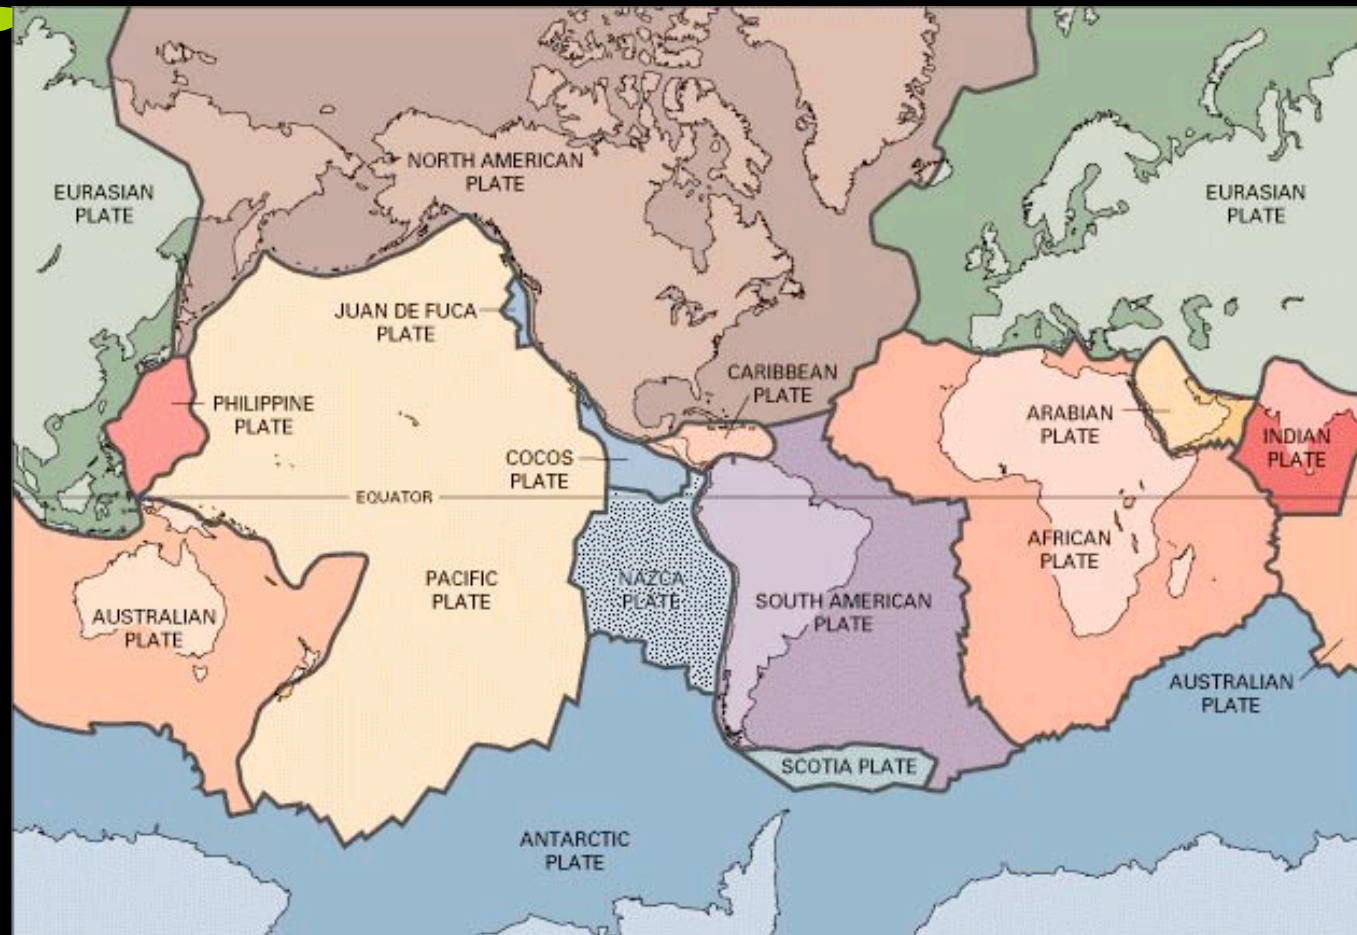 NORTH AMERICAN
PLATE
EURASIAN
PLATE
EURASIAN
PLATE
JUAN DE FUCA
PLATE
CARIBBEAN
PLATE
PHILIPPINE
PLATE
ARABIAN
PLATE
INDIAN
PLATE
COCOS
PLATE
EQUATOR
AFRICAN
PLATE
PACIFIC
PLATE
NAZCA
PLATE
SOUTH AMERICAN
PLATE
AUSTRALIAN
PLATE
AUSTRALIAN
PLATE
SCOTIA PLATE
ANTARCTIC
PLATE